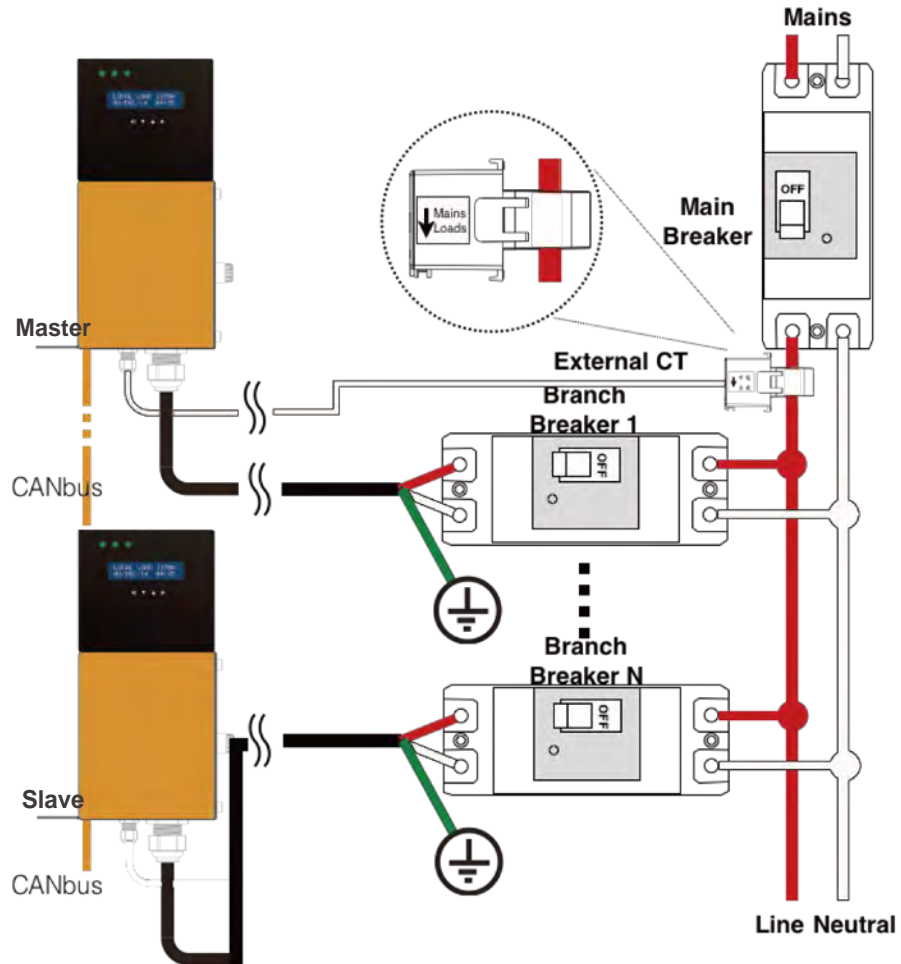 Mains
OFF
Mains
Loads
Main
Breaker
Master
External CT
Branch
Breaker 1
OFF
CANbus
Branch
Breaker N
OFF
Slave
CANbus
Line Neutral